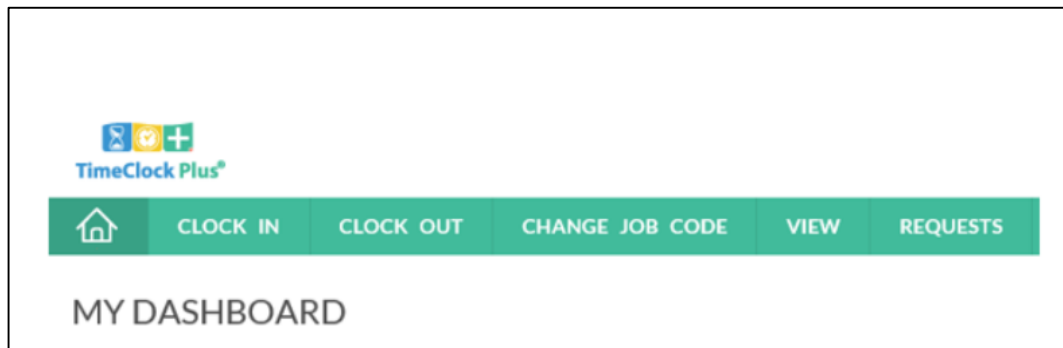 TimeClock Plus®
CLOCK IN CLOCK OUT CHANGE JOB CODE VIEW REQUESTS
MY DASHBOARD